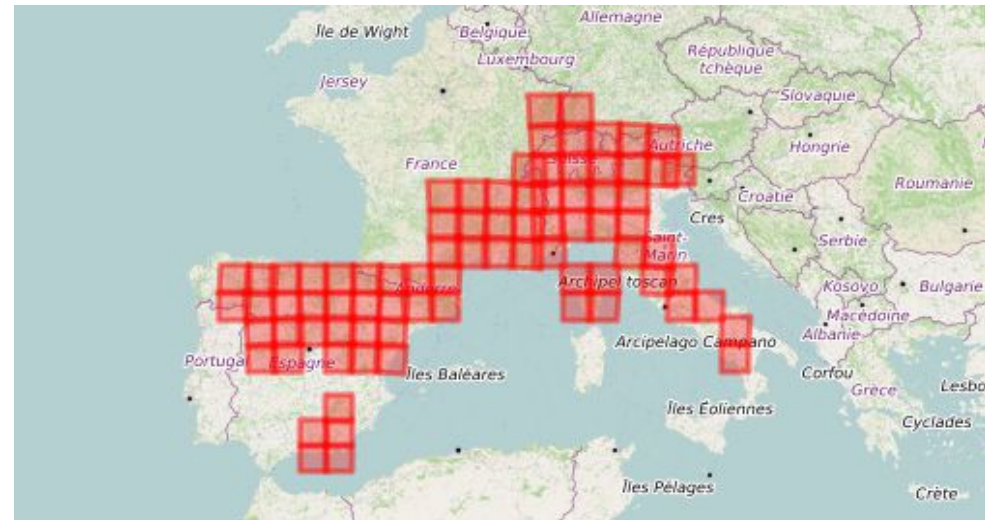 Allemagne
Île de Wight
Belgique
Luxembourg
République
tchèque
Jersey
Slovaquie
Autriche
Hongrie
France
Suisse
Roumanie
Croatie
Cres
Saint-
Marin
Serbie
Archipel toscan
Andorre
Kosovo
Bulgarie
Macédoine
Albanie
Arcipelago Campano
Portuga
Espagne
Îles Baléares
Corfou
Grèce
Lesbo
Îles Éoliennes
Cyclades
Îles Pélages
Crète